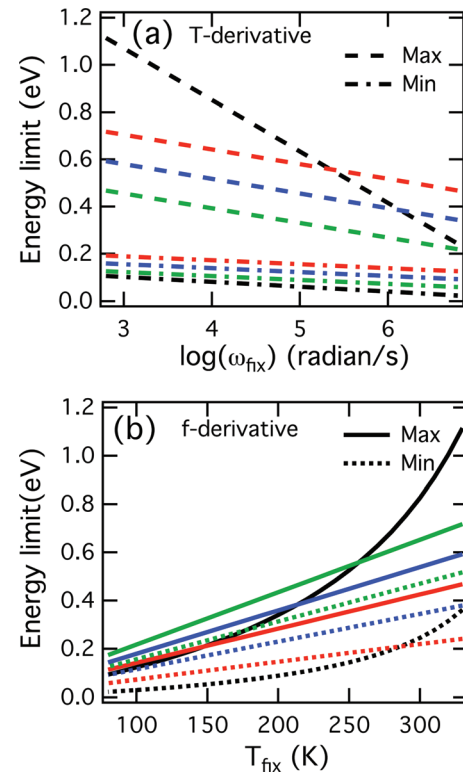 (a) T-derivative
Max
Min
Energy limit (eV)
1.2
1.0
0.8
0.6
0.4
0.2
0.0
3 4 5 6
log(ωfix) (radian/s)
(b) f-derivative
Max
Min
Energy limit(eV)
1.2
1.0
0.8
0.6
0.4
0.2
0.0
100 150 200 250 300
Tfix (K)